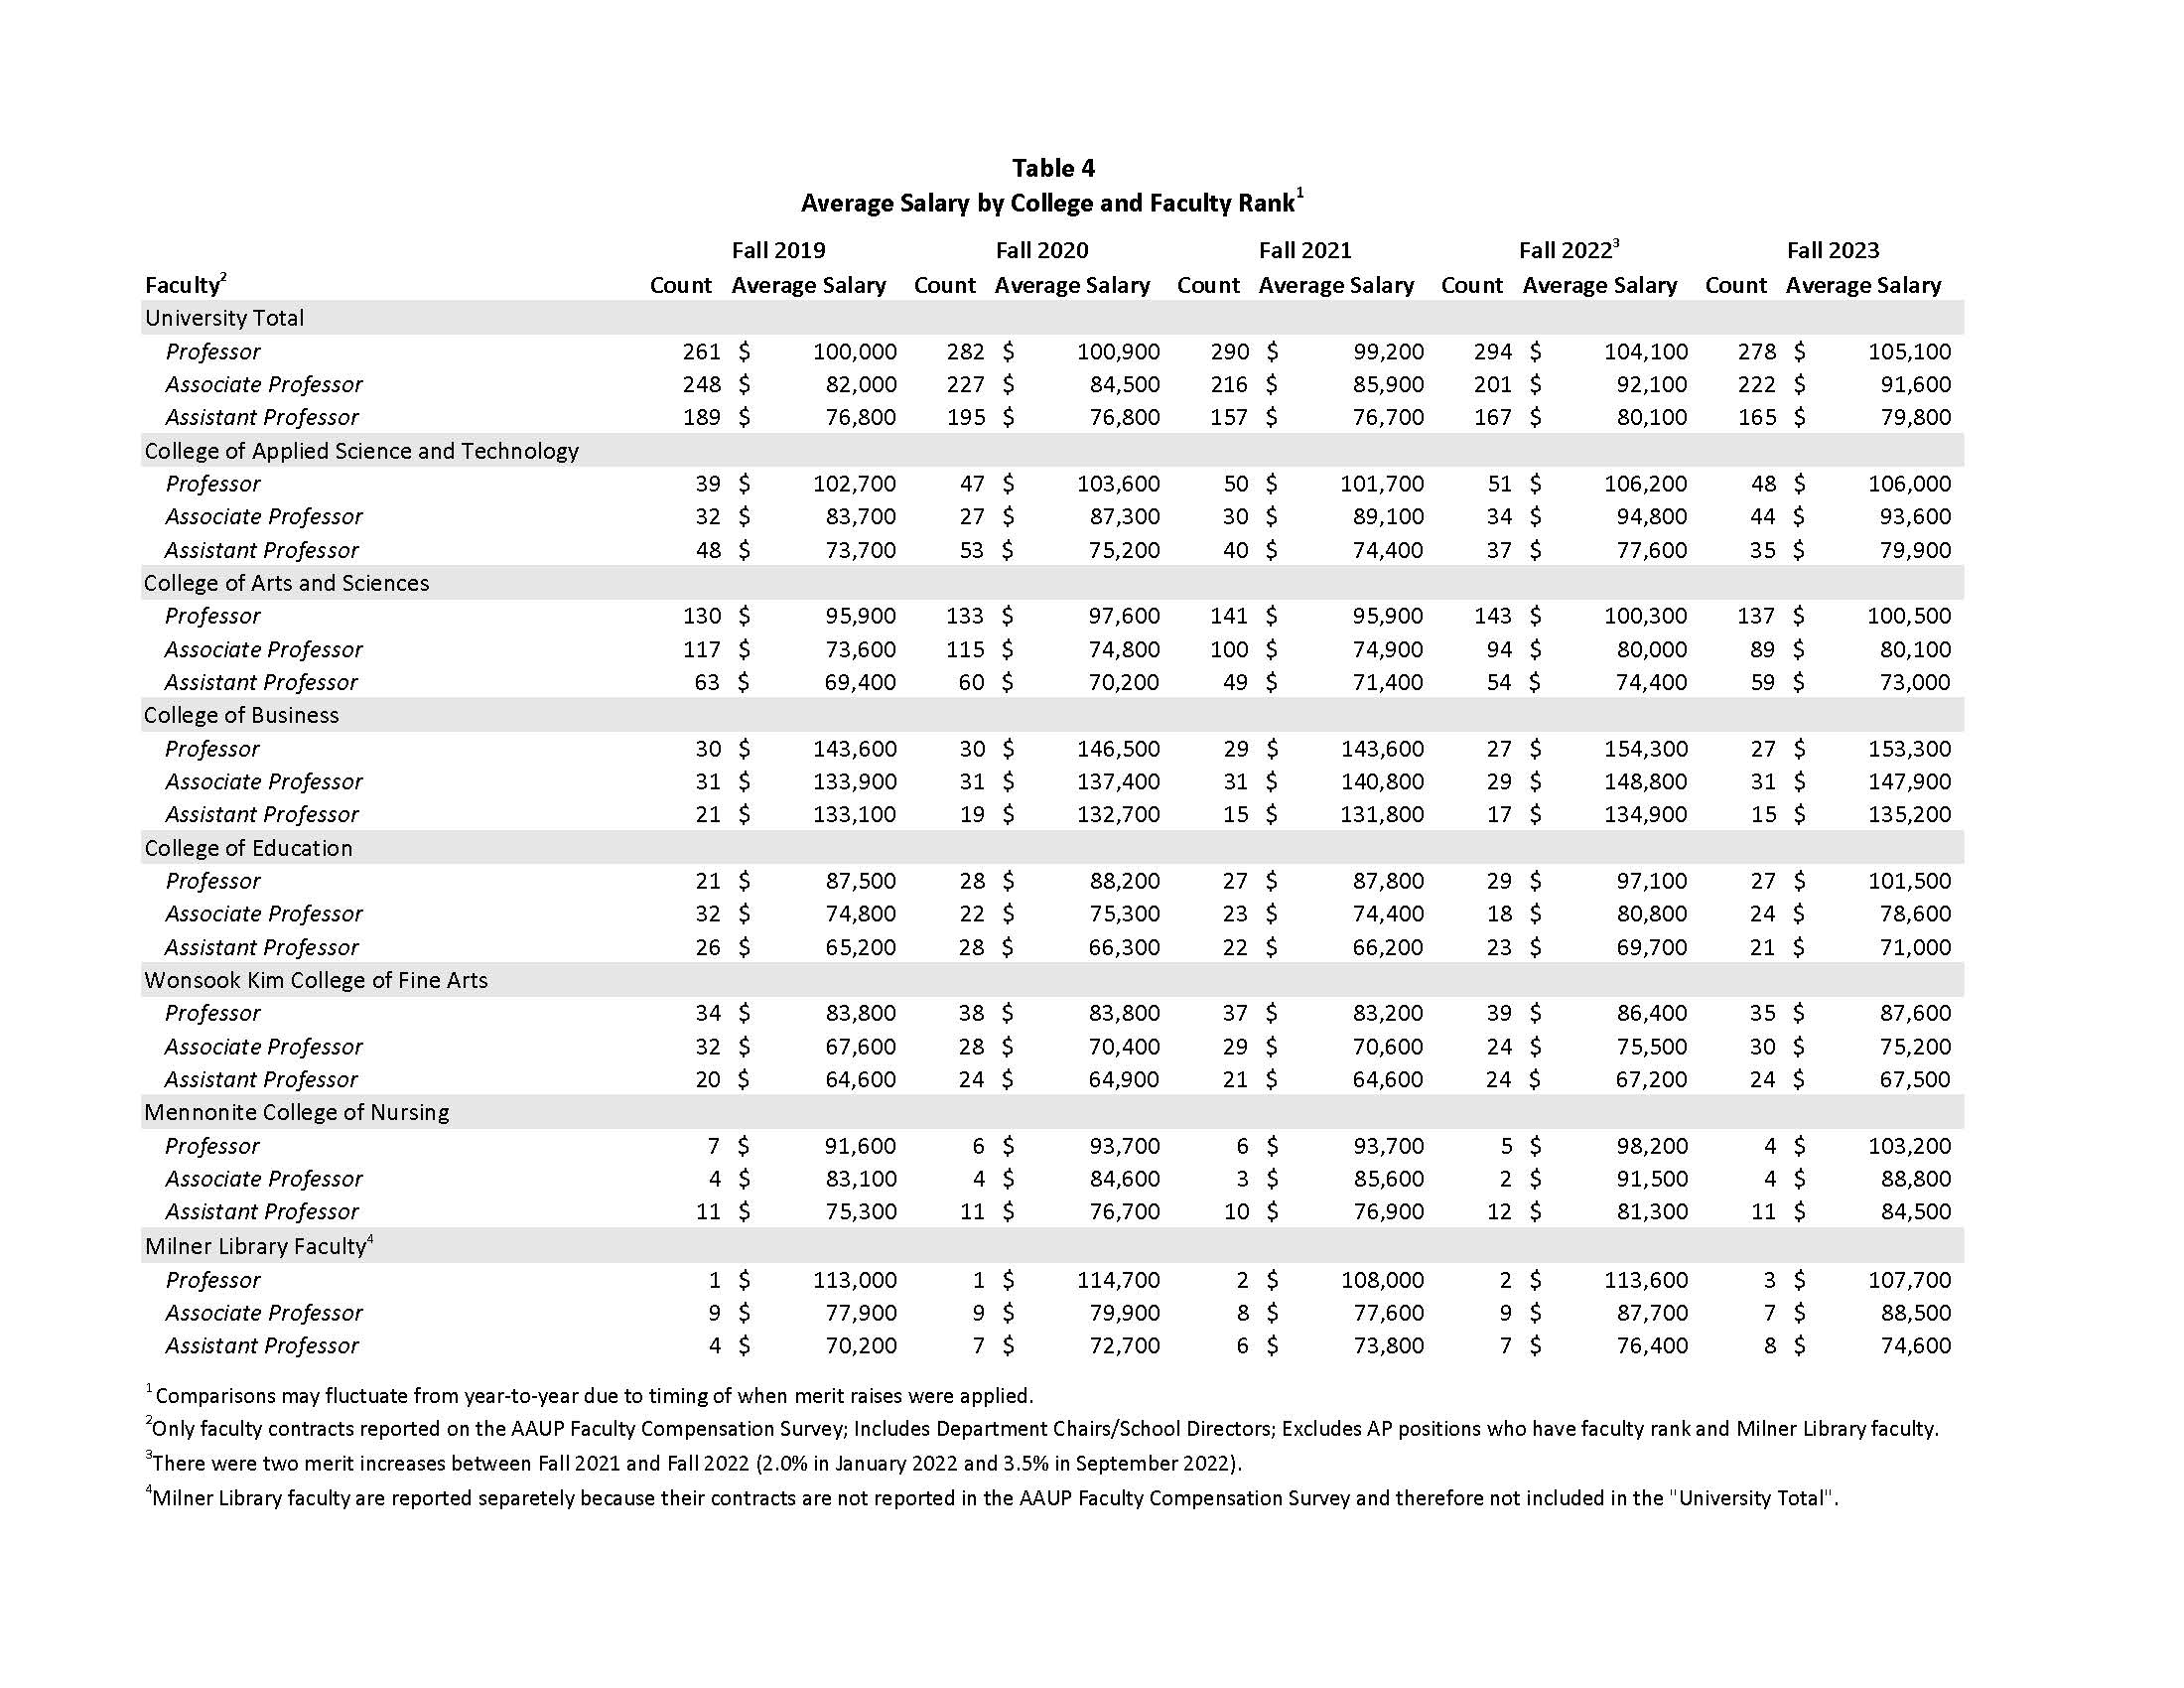 Table 4
Average Salary by College and Faculty Rank1
Fall 2019 Fall 2020 Fall 2021 Fall 20223 Fall 2023
Faculty2 Count Average Salary Count Average Salary Count Average Salary Count Average Salary Count Average Salary
University Total
Professor 261 $ 100,000 282 $ 100,900 290 $ 99,200 294 $ 104,100 278 $ 105,100
Associate Professor 248 $ 82,000 227 $ 84,500 216 $ 85,900 201 $ 92,100 222 $ 91,600
Assistant Professor 189 $ 76,800 195 $ 76,800 157 $ 76,700 167 $ 80,100 165 $ 79,800
College of Applied Science and Technology
Professor 39 $ 102,700 47 $ 103,600 50 $ 101,700 51 $ 106,200 48 $ 106,000
Associate Professor 32 $ 83,700 27 $ 87,300 30 $ 89,100 34 $ 94,800 44 $ 93,600
Assistant Professor 48 $ 73,700 53 $ 75,200 40 $ 74,400 37 $ 77,600 35 $ 79,900
College of Arts and Sciences
Professor 130 $ 95,900 133 $ 97,600 141 $ 95,900 143 $ 100,300 137 $ 100,500
Associate Professor 117 $ 73,600 115 $ 74,800 100 $ 74,900 94 $ 80,000 89 $ 80,100
Assistant Professor 63 $ 69,400 60 $ 70,200 49 $ 71,400 54 $ 74,400 59 $ 73,000
College of Business
Professor 30 $ 143,600 30 $ 146,500 29 $ 143,600 27 $ 154,300 27 $ 153,300
Associate Professor 31 $ 133,900 31 $ 137,400 31 $ 140,800 29 $ 148,800 31 $ 147,900
Assistant Professor 21 $ 133,100 19 $ 132,700 15 $ 131,800 17 $ 134,900 15 $ 135,200
College of Education
Professor 21 $ 87,500 28 $ 88,200 27 $ 87,800 29 $ 97,100 27 $ 101,500
Associate Professor 32 $ 74,800 22 $ 75,300 23 $ 74,400 18 $ 80,800 24 $ 78,600
Assistant Professor 26 $ 65,200 28 $ 66,300 22 $ 66,200 23 $ 69,700 21 $ 71,000
Wonsook Kim College of Fine Arts
Professor 34 $ 83,800 38 $ 83,800 37 $ 83,200 39 $ 86,400 35 $ 87,600
Associate Professor 32 $ 67,600 28 $ 70,400 29 $ 70,600 24 $ 75,500 30 $ 75,200
Assistant Professor 20 $ 64,600 24 $ 64,900 21 $ 64,600 24 $ 67,200 24 $ 67,500
Mennonite College of Nursing
Professor 7 $ 91,600 6 $ 93,700 6 $ 93,700 5 $ 98,200 4 $ 103,200
Associate Professor 4 $ 83,100 4 $ 84,600 3 $ 85,600 2 $ 91,500 4 $ 88,800
Assistant Professor 11 $ 75,300 11 $ 76,700 10 $ 76,900 12 $ 81,300 11 $ 84,500
Milner Library Faculty4
Professor 1 $ 113,000 1 $ 114,700 2 $ 108,000 2 $ 113,600 3 $ 107,700
Associate Professor 9 $ 77,900 9 $ 79,900 8 $ 77,600 9 $ 87,700 7 $ 88,500
Assistant Professor 4 $ 70,200 7 $ 72,700 6 $ 73,800 7 $ 76,400 8 $ 74,600
1 Comparisons may fluctuate from year-to-year due to timing of when merit raises were applied.
2Only faculty contracts reported on the AAUP Faculty Compensation Survey; Includes Department Chairs/School Directors; Excludes AP positions who have faculty rank and Milner Library faculty.
3There were two merit increases between Fall 2021 and Fall 2022 (2.0% in January 2022 and 3.5% in September 2022).
4Milner Library faculty are reported separetely because their contracts are not reported in the AAUP Faculty Compensation Survey and therefore not included in the "University Total".